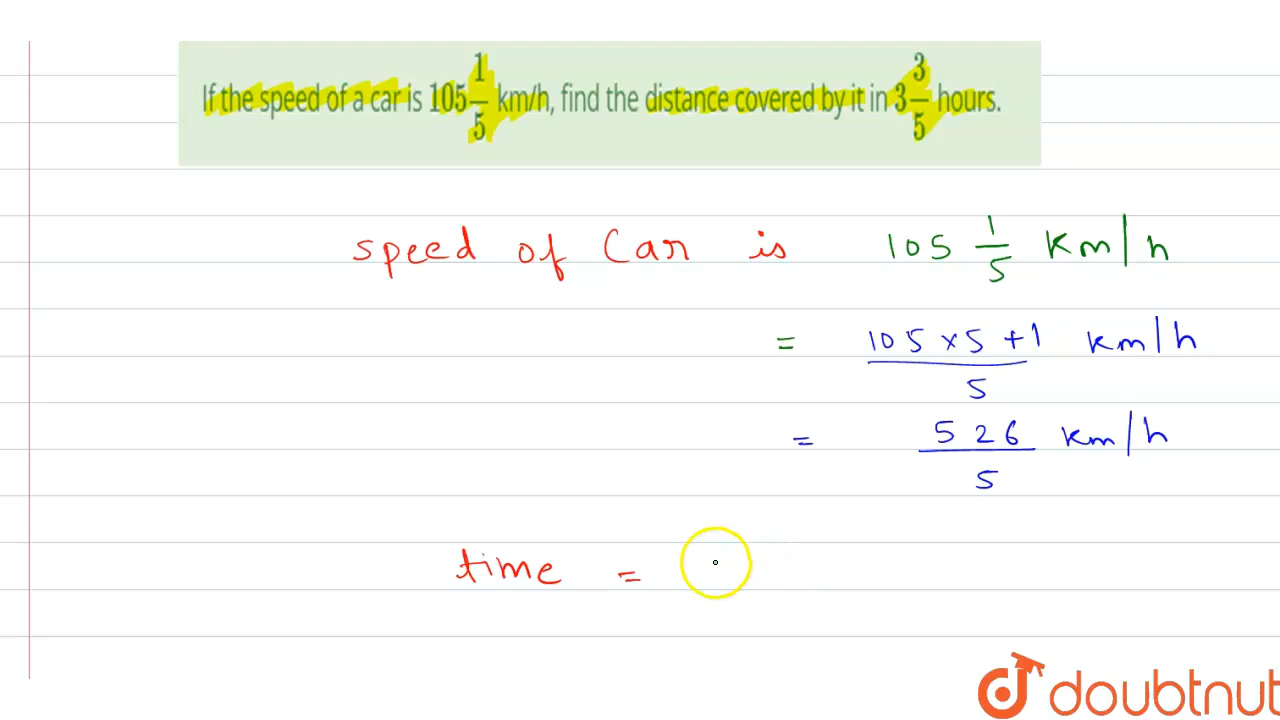 If the speed of a car is 105 1/5 km/h, find the distance covered by it in 3 3/5 hours.
speed of Car is 105 1/5 km/h
= 105 × 5 + 1 / 5 km/h
= 526/5 km/h
time =
doubtnut